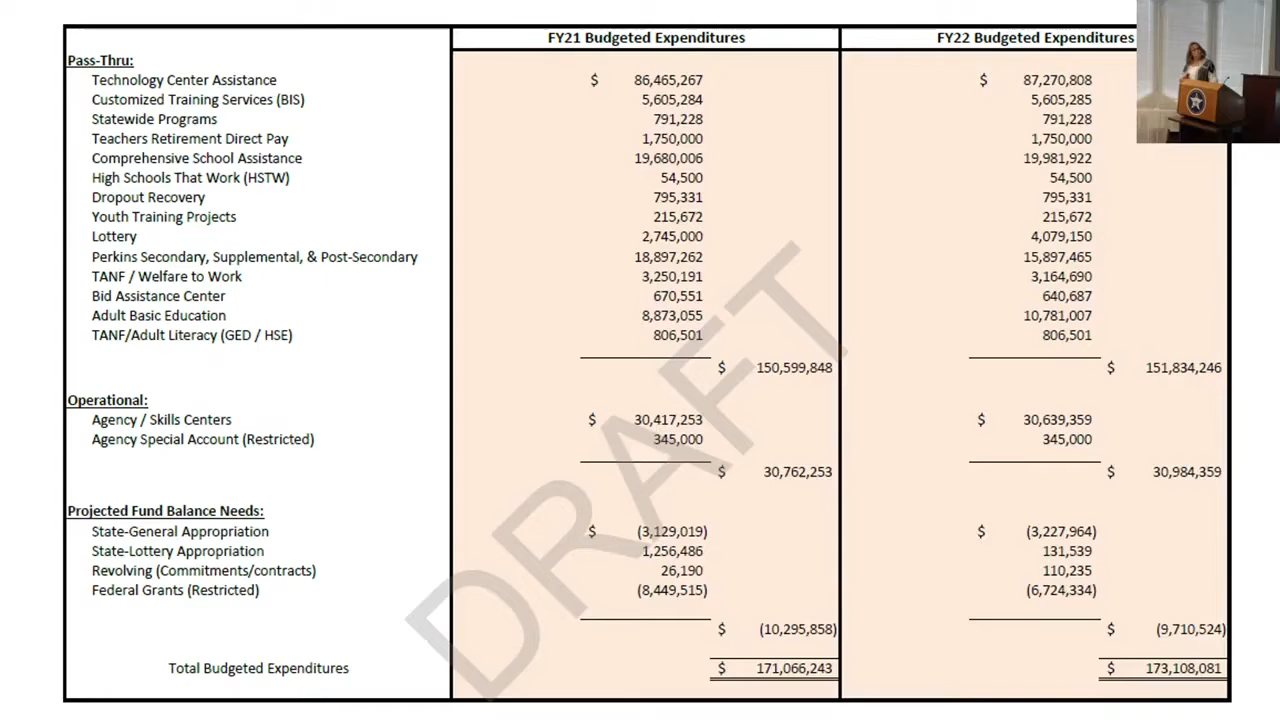 FY21 Budgeted Expenditures FY22 Budgeted Expenditures
Pass-Thru:
Technology Center Assistance $ 86,465,267 $ 87,270,808
Customized Training Services (BIS) 5,605,284 5,605,285
Statewide Programs 791,228 791,228
Teachers Retirement Direct Pay 1,750,000 1,750,000
Comprehensive School Assistance 19,680,006 19,981,922
High Schools That Work (HSTW) 54,500 54,500
Dropout Recovery 795,331 795,331
Youth Training Projects 215,672 215,672
Lottery 2,745,000 4,079,150
Perkins Secondary, Supplemental, & Post-Secondary 18,897,262 15,897,465
TANF / Welfare to Work 3,250,191 3,164,690
Bid Assistance Center 670,551 640,687
Adult Basic Education 8,873,055 10,781,007
TANF/Adult Literacy (GED / HSE) 806,501 806,501
$ 150,599,848 $ 151,834,246
Operational:
Agency / Skills Centers $ 30,417,253 $ 30,639,359
Agency Special Account (Restricted) 345,000 345,000
$ 30,762,253 $ 30,984,359
Projected Fund Balance Needs:
State-General Appropriation $ (3,129,019) $ (3,227,964)
State-Lottery Appropriation 1,256,486 131,539
Revolving (Commitments/contracts) 26,190 110,235
Federal Grants (Restricted) (8,449,515) (6,724,334)
$ (10,295,858) $ (9,710,524)
Total Budgeted Expenditures $ 171,066,243 $ 173,108,081
DRAFT